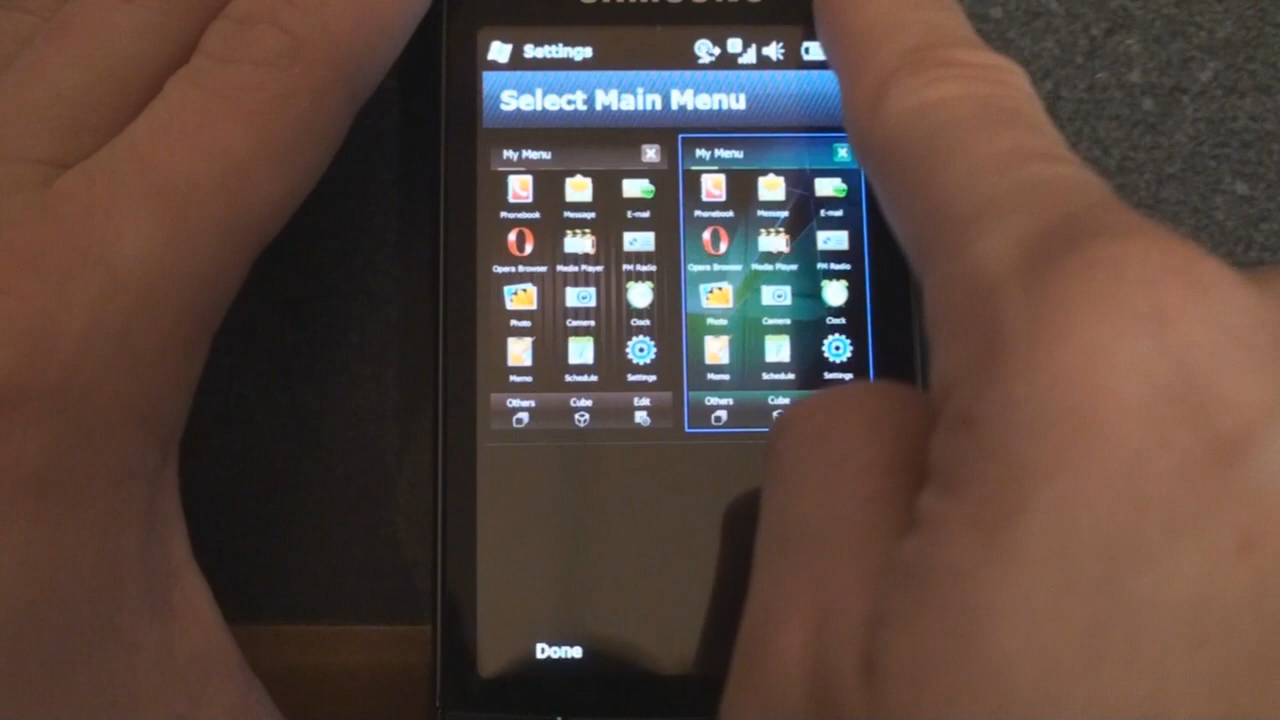 SAMSUNG
Settings
Select Main Menu
My Menu
Phonebook Message E-mail
Opera Browser Media Player FM Radio
Photo Camera Clock
Memo Schedule Settings
Others Cube Edit
My Menu
Phonebook Message E-mail
Opera Browser Media Player FM Radio
Photo Camera Clock
Memo Schedule Settings
Others Cube
Done